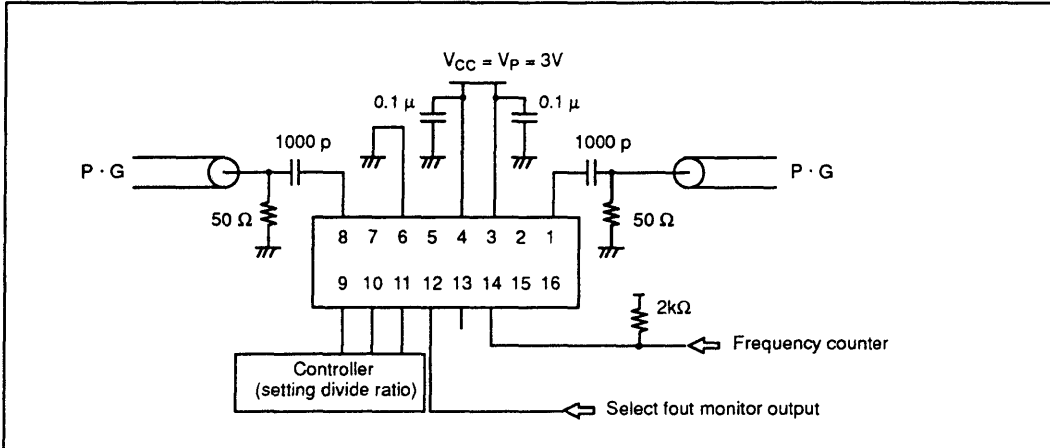 V_CC = V_P = 3V
0.1 μ
0.1 μ
1000 p
1000 p
P · G
P · G
50 Ω
50 Ω
8 7 6 5 4 3 2 1
9 10 11 12 13 14 15 16
2kΩ
Frequency counter
Controller
(setting divide ratio)
Select fout monitor output